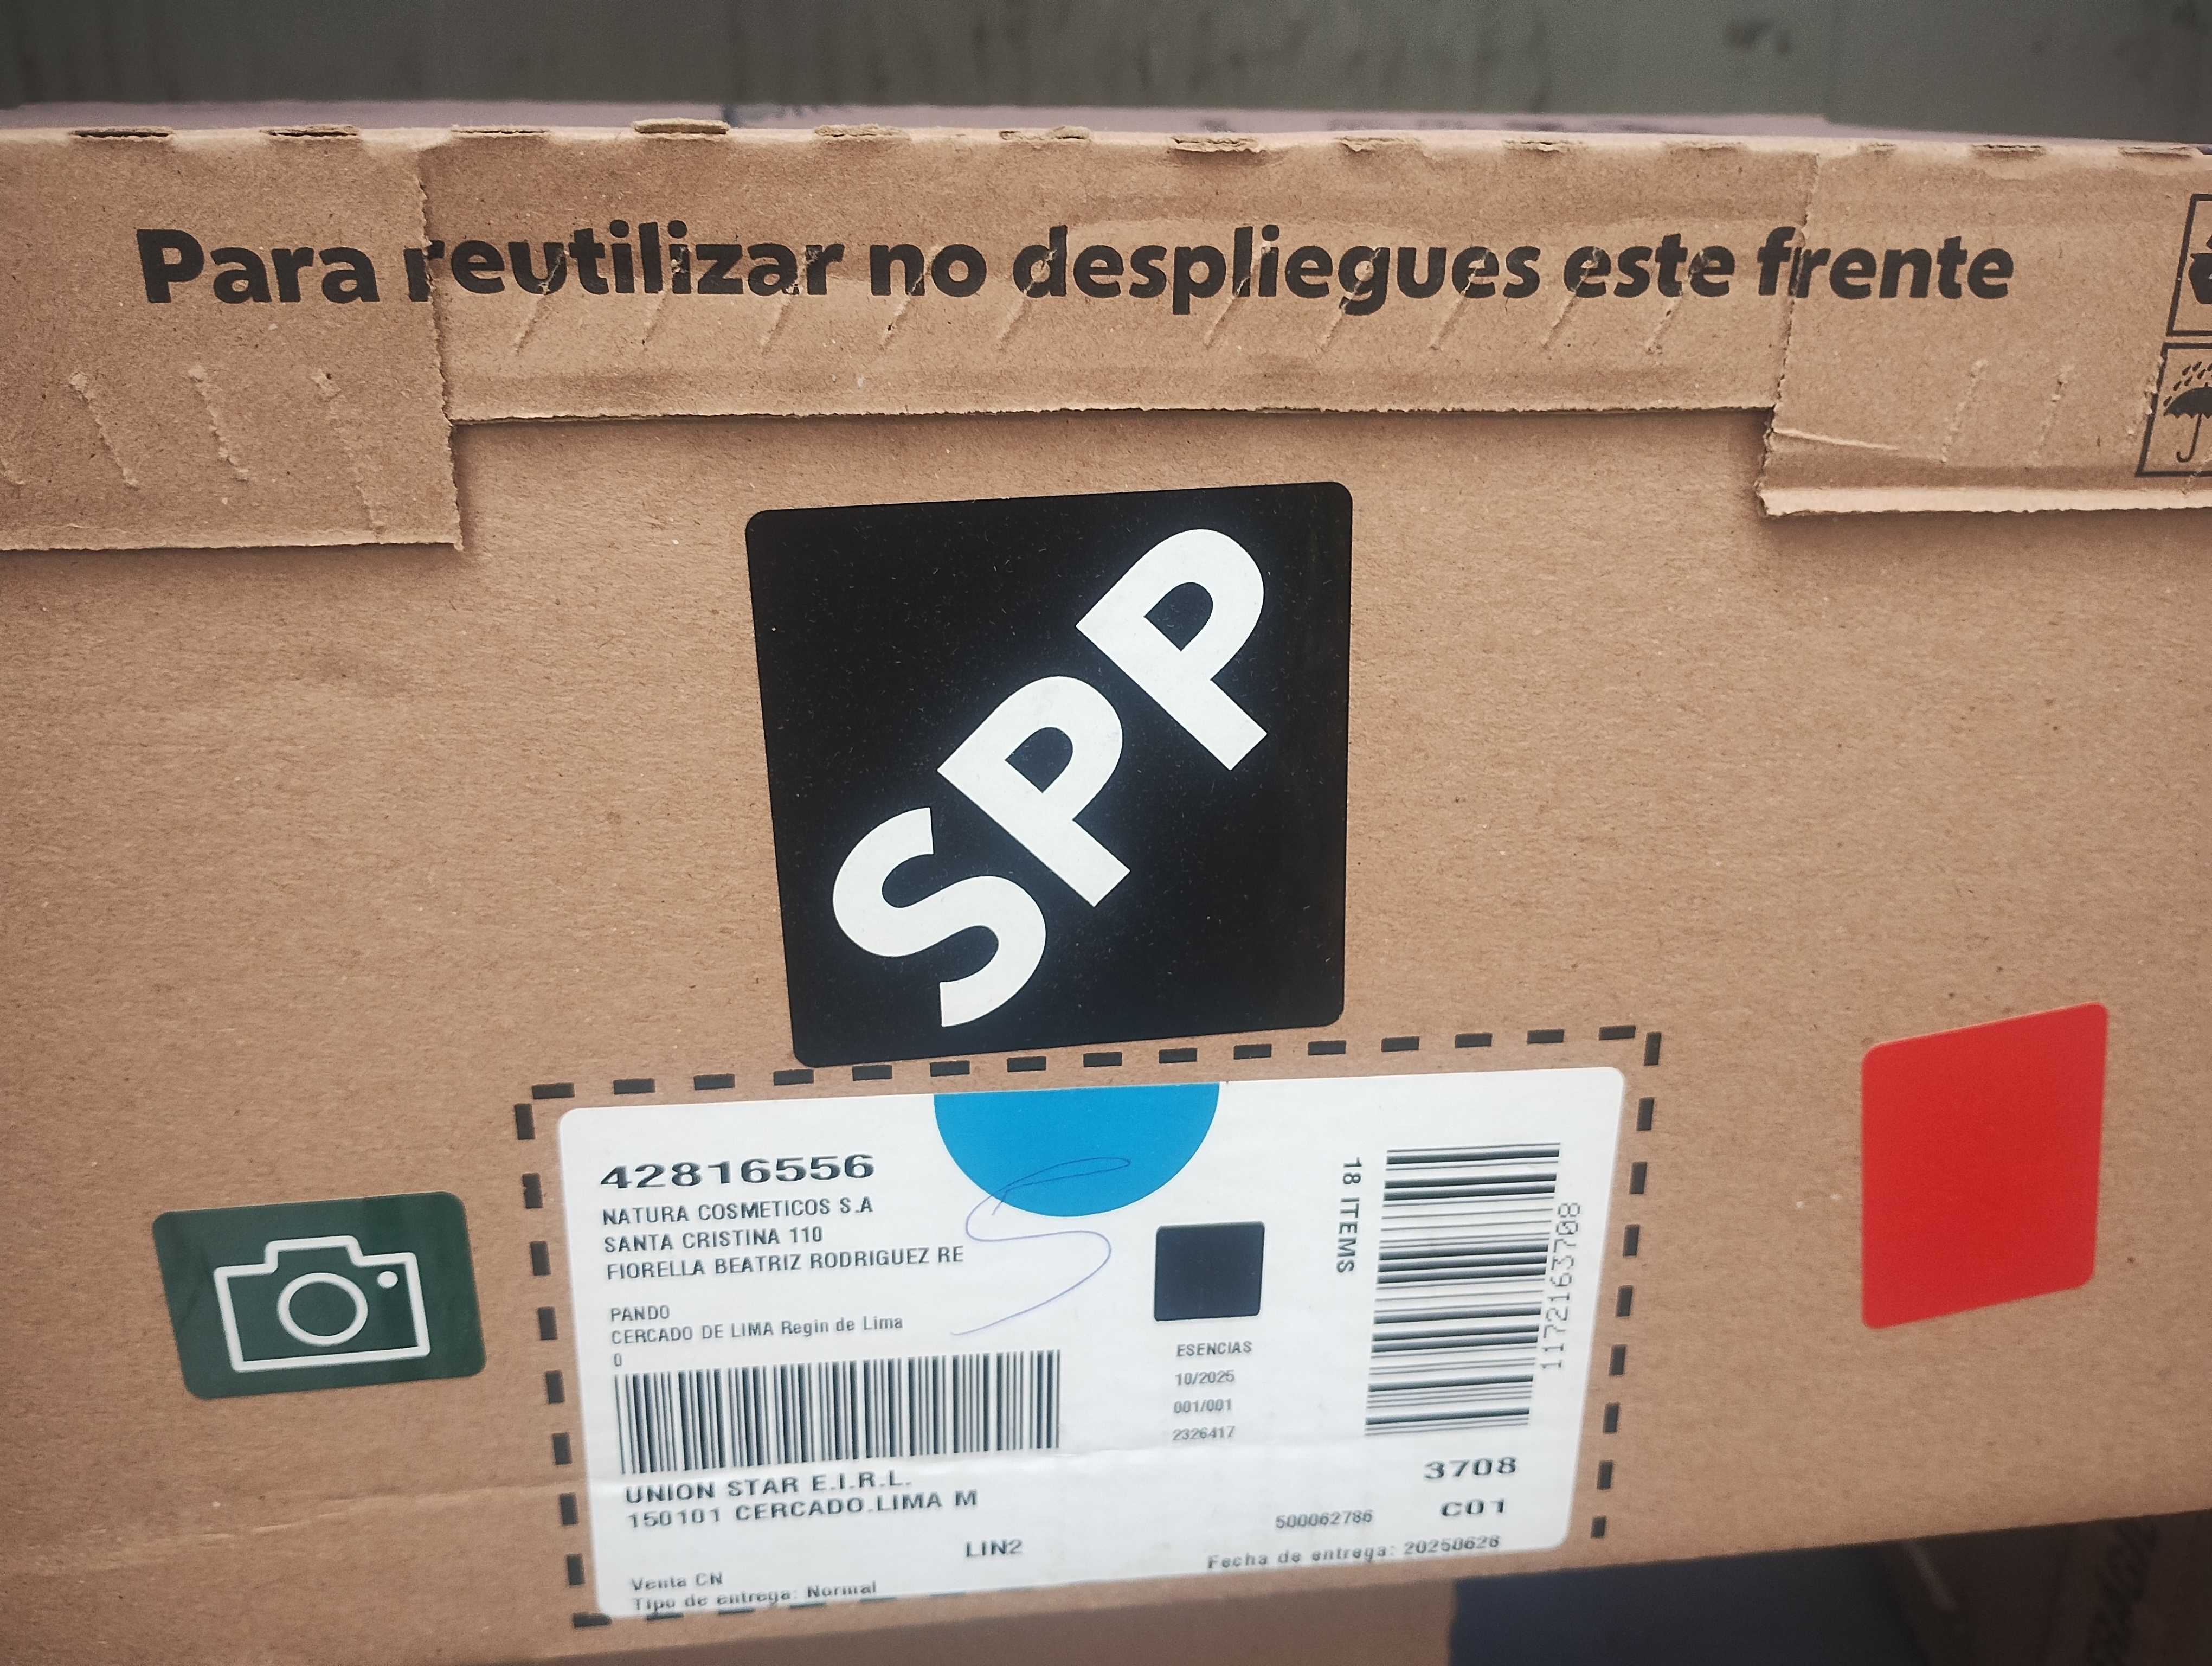 Para reutilizar no despliegues este frente
SPP
42816556
NATURA COSMETICOS S.A
SANTA CRISTINA 110
FIORELLA BEATRIZ RODRIGUEZ RE
PANDO
CERCADO DE LIMA Regin de Lima
0
UNION STAR E.I.R.L.
150101 CERCADO.LIMA M
LIN2
Venta CN
Tipo de entrega: Normal
ESENCIAS
10/2025
001/001
2326417
18 ITEMS
1172163708
3708
C01
500062786
Fecha de entrega: 20250628